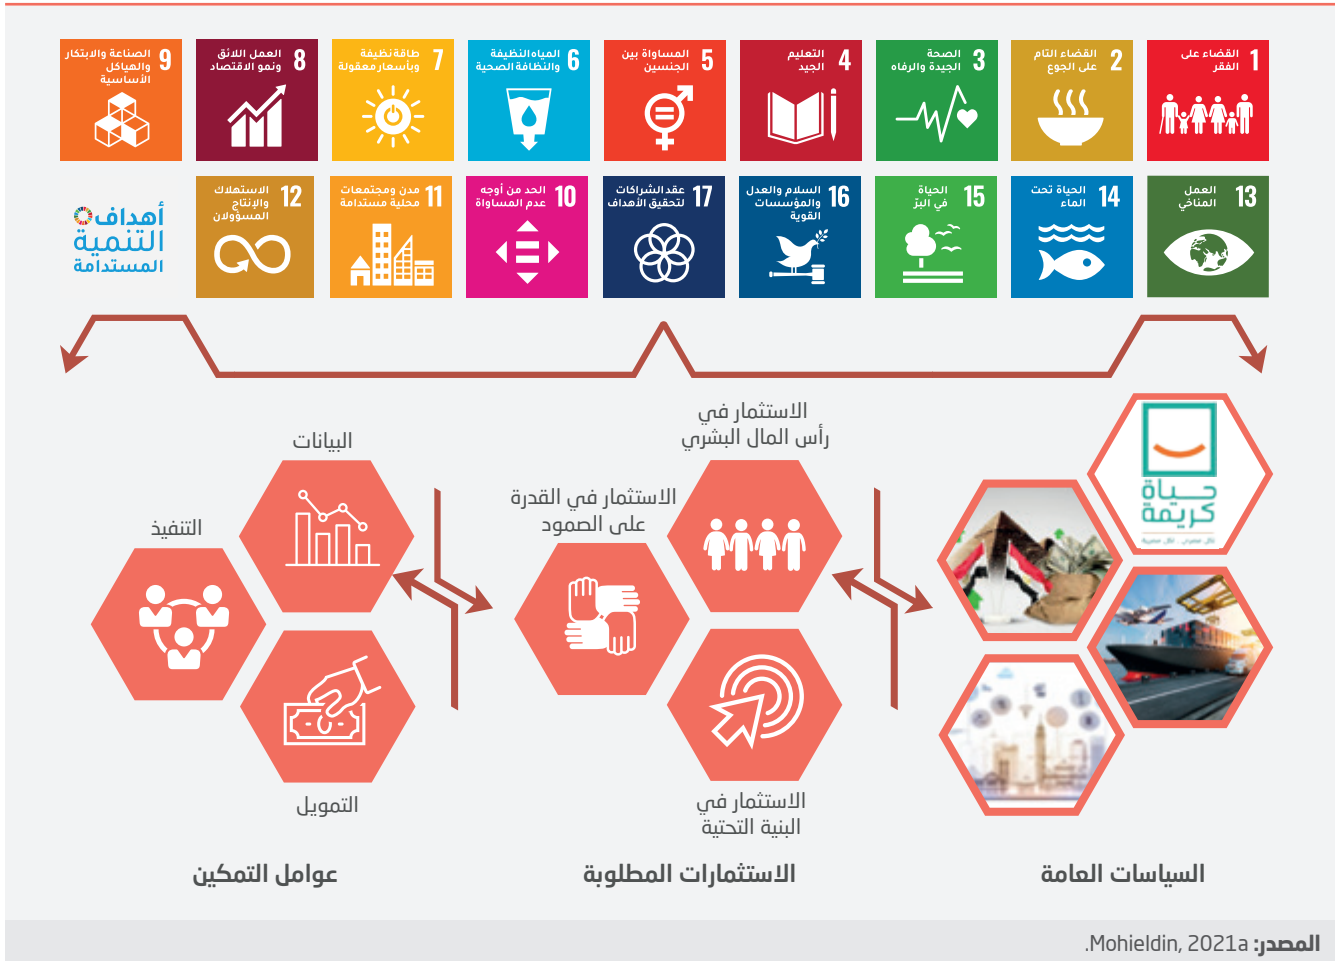 1 القضاء على
الفقر
2 القضاء التام
على الجوع
3 الصحة
الجيدة والرفاه
4 التعليم
الجيد
5 المساواة بين
الجنسين
6 المياه النظيفة
والنظافة الصحية
7 طاقة نظيفة
وبأسعار معقولة
8 العمل اللائق
ونمو الاقتصاد
9 الصناعة والابتكار
والهياكل
الأساسية
13 العمل
المناخي
14 الحياة تحت
الماء
15 الحياة
في البرّ
16 السلام والعدل
والمؤسسات
القوية
17 عقد الشراكات
لتحقيق الأهداف
10 الحد من أوجه
عدم المساواة
11 مدن ومجتمعات
محلية مستدامة
12 الاستهلاك
والإنتاج
المسؤولان
أهداف
التنمية
المستدامة
حياة
كريمة
الاستثمار في
رأس المال البشري
الاستثمار في القدرة
على الصمود
الاستثمار في
البنية التحتية
البيانات
التنفيذ
التمويل
السياسات العامة
الاستثمارات المطلوبة
عوامل التمكين
المصدر: Mohieldin, 2021a.